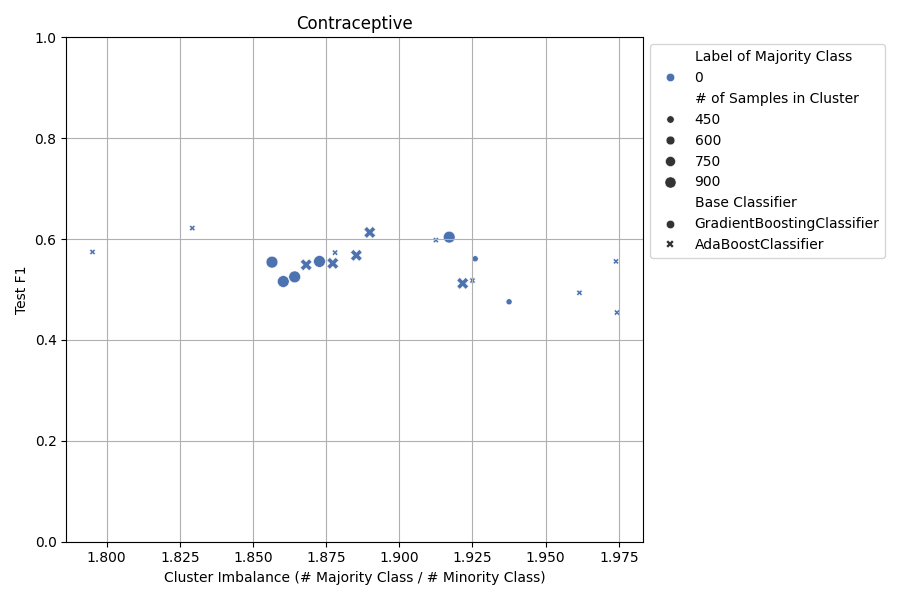 Contraceptive
1.0
0.8
0.6
0.4
0.2
0.0
Test F1
1.800
1.825
1.850
1.875
1.900
1.925
1.950
1.975
Cluster Imbalance (# Majority Class / # Minority Class)
Label of Majority Class
0
# of Samples in Cluster
450
600
750
900
Base Classifier
GradientBoostingClassifier
AdaBoostClassifier